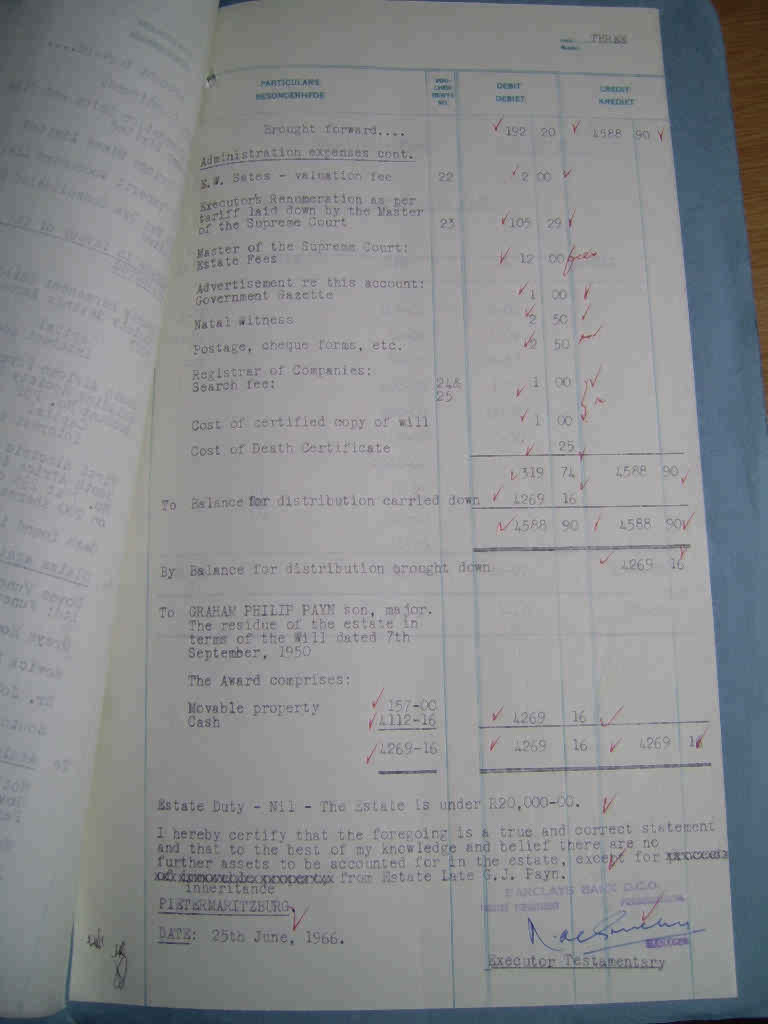 THREE
PARTICULARS
BESONDERHEDE
VOU-
CHER
NO.
DEBIT
DEBIET
CREDIT
KREDIET
Brought forward.... 192 20 4588 90
Administration expenses cont.
E.W. Bates - valuation fee 22 2 00
Executor's Renumeration as per
tariff laid down by the Master
of the Supreme Court 23 105 29
Master of the Supreme Court:
Estate Fees 12 00 fees
Advertisement re this account:
Government Gazette 1 00
Natal Witness 2 50
Postage, cheque forms, etc. 2 50
Registrar of Companies:
Search fee: 24& 1 00
25
Cost of certified copy of will 1 00
Cost of Death Certificate 25
319 74 4588 90
To Balance for distribution carried down 4269 16
4588 90 4588 90
By Balance for distribution brought down 4269 16
To GRAHAM PHILIP PAYN son, major.
The residue of the estate in
terms of the Will dated 7th
September, 1950
The Award comprises:
Movable property 157-00
Cash 4112-16 4269 16
4269-16 4269 16 4269 16
Estate Duty - Nil - The Estate is under R20,000-00.
I hereby certify that the foregoing is a true and correct statement
and that to the best of my knowledge and belief there are no
further assets to be accounted for in the estate, except for
from Estate Late G.J. Payn.
inheritance
BARCLAYS BANK D.C.O.
PIETERMARITZBURG
DATE: 25th June, 1966.
MANAGER
Executor Testamentary